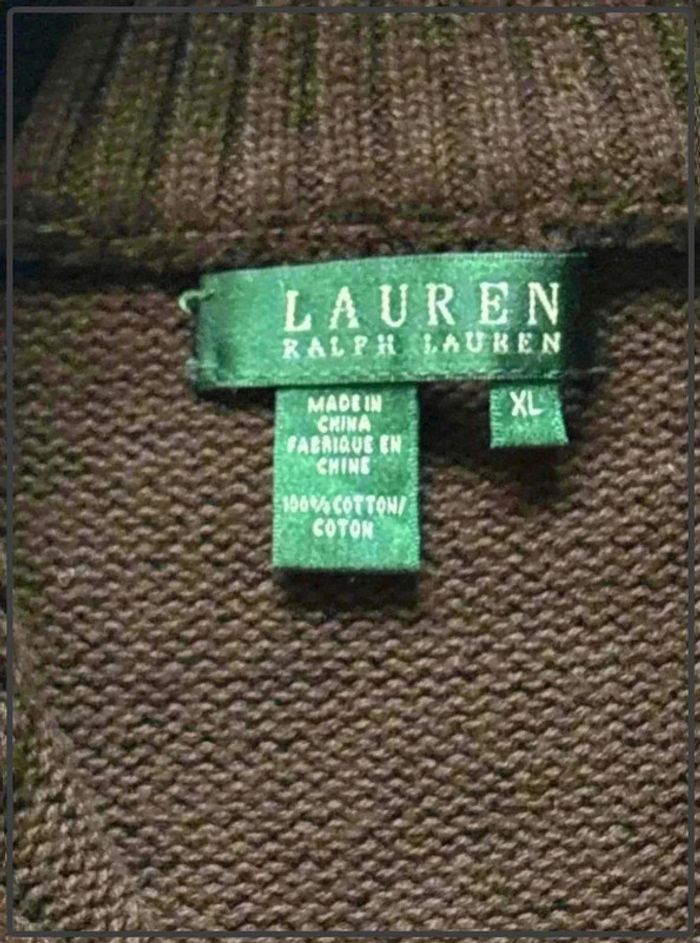 LAUREN
RALPH LAUREN
MADE IN
CHINA
FABRIQUE EN
CHINE
100% COTTON/
COTON
XL